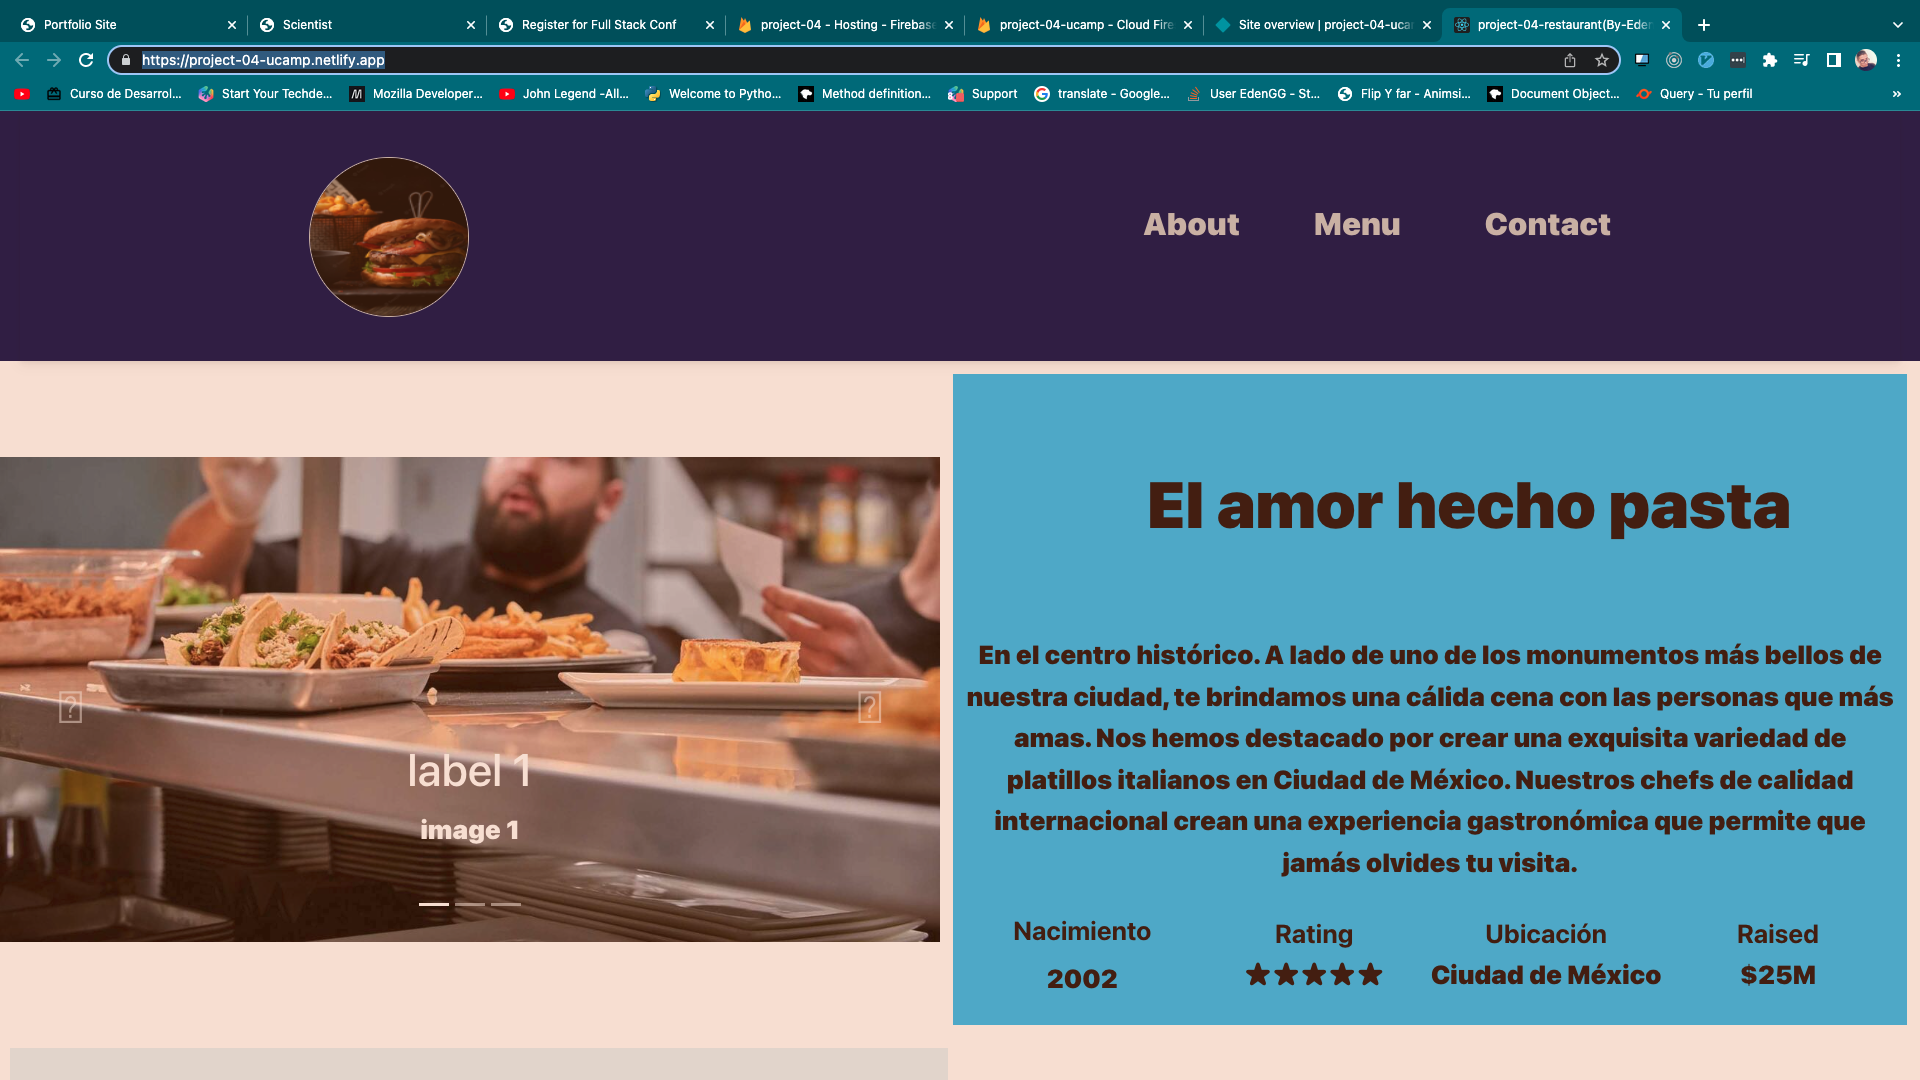 Portfolio Site
Scientist
Register for Full Stack Conf
project-04 - Hosting - Firebase
project-04-ucamp - Cloud Fire
Site overview | project-04-uca
project-04-restaurant(By-Eder
https://project-04-ucamp.netlify.app
Curso de Desarrol...
Start Your Techde...
Mozilla Developer...
John Legend -All...
Welcome to Pytho...
Method definition...
Support
translate - Google...
User EdenGG - St...
Flip Y far - Animsi...
Document Object...
Query - Tu perfil
About
Menu
Contact
label 1
image 1
El amor hecho pasta
En el centro histórico. A lado de uno de los monumentos más bellos de
nuestra ciudad, te brindamos una cálida cena con las personas que más
amas. Nos hemos destacado por crear una exquisita variedad de
platillos italianos en Ciudad de México. Nuestros chefs de calidad
internacional crean una experiencia gastronómica que permite que
jamás olvides tu visita.
Nacimiento
2002
Rating
★★★★★
Ubicación
Ciudad de México
Raised
$25M